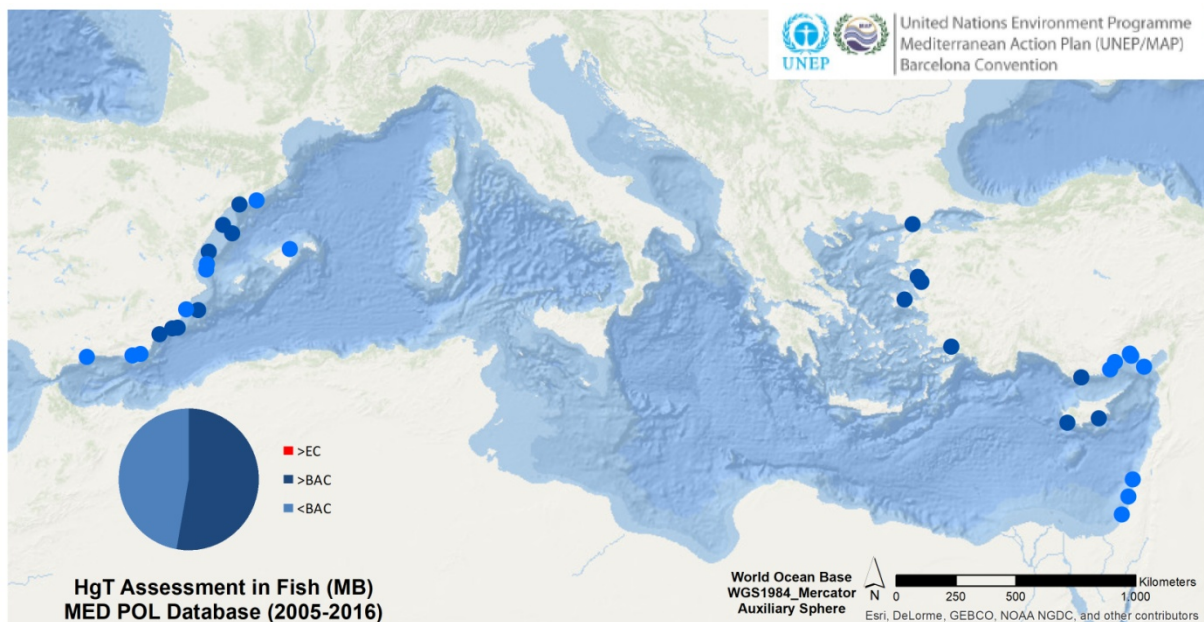 UNEP
MAP
United Nations Environment Programme
Mediterranean Action Plan (UNEP/MAP)
Barcelona Convention
>EC
>BAC
<BAC
HgT Assessment in Fish (MB)
MED POL Database (2005-2016)
World Ocean Base
WGS1984_Mercator
Auxiliary Sphere
N
Kilometers
0 250 500 1,000
Esri, DeLorme, GEBCO, NOAA NGDC, and other contributors